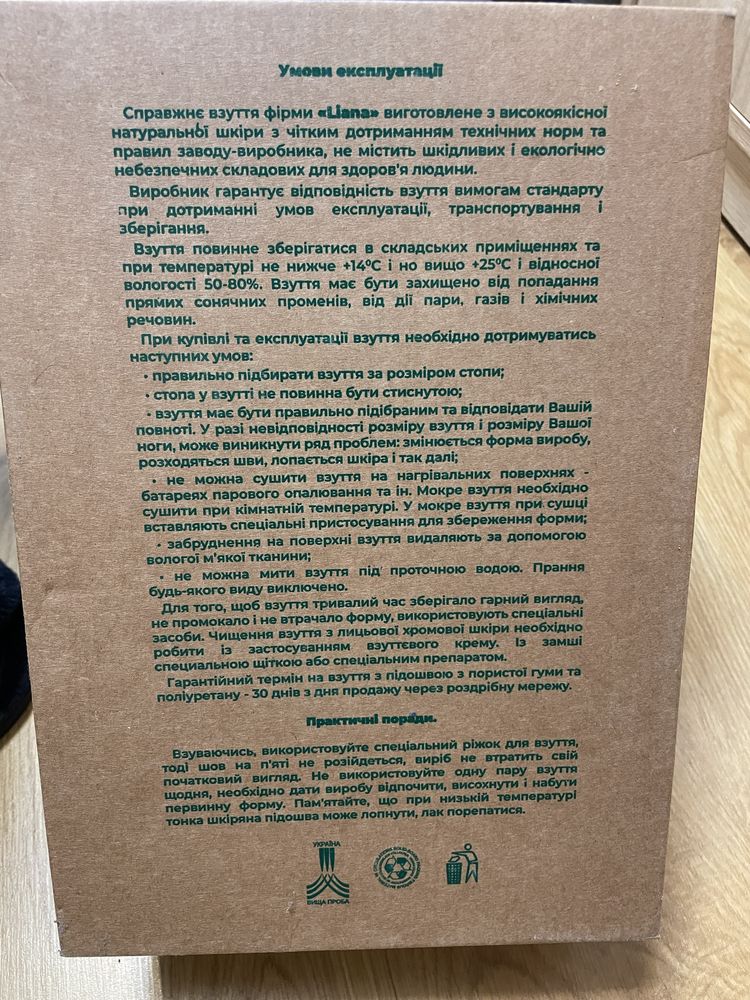 Умови експлуатації
Справжнє взуття фірми «Liana» виготовлене з високоякісної
натуральної шкіри з чітким дотриманням технічних норм та
правил заводу-виробника, не містить шкідливих і екологічно
небезпечних складових для здоров'я людини.
Виробник гарантує відповідність взуття вимогам стандарту
при дотриманні умов експлуатації, транспортування і
зберігання.
Взуття повинне зберігатися в складських приміщеннях та
при температурі не нижче +14°С і но вищо +25°С і відносної
вологості 50-80%. Взуття має бути захищено від попадання
прямих сонячних променів, від дії пари, газів і хімічних
речовин.
При купівлі та експлуатації взуття необхідно дотримуватись
наступних умов:
• правильно підбирати взуття за розміром стопи;
• стопа у взутті не повинна бути стиснутою;
• взуття має бути правильно підібраним та відповідати Вашій
повноті. У разі невідповідності розміру взуття і розміру Вашої
ноги, може виникнути ряд проблем: змінюється форма виробу,
розходяться шви, лопається шкіра і так далі;
• не можна сушити взуття на нагрівальних поверхнях -
батареях парового опалювання та ін. Мокре взуття необхідно
сушити при кімнатній температурі. У мокре взуття при сушці
вставляють спеціальні пристосування для збереження форми;
• забруднення на поверхні взуття видаляють за допомогою
вологої м'якої тканини;
• не можна мити взуття під проточною водою. Прання
будь-якого виду виключено.
Для того, щоб взуття тривалий час зберігало гарний вигляд,
не промокало і не втрачало форму, використовують спеціальні
засоби. Чищення взуття з лицьової хромової шкіри необхідно
робити із застосуванням взуттєвого крему. Із замші
специальною щіткою або спеціальним препаратом.
Гарантійний термін на взуття з підошвою з пористої гуми та
поліуретану - 30 днів з дня продажу через роздрібну мережу.
Практичні поради.
Взуваючись, використовуйте спеціальний ріжок для взуття,
тоді шов на п'яті не розійдеться, виріб не втратить свій
початковий вигляд. Не використовуйте одну пару взуття
щодня, необхідно дати виробу відпочити, висохнути і набути
первинну форму. Пам'ятайте, що при низькій температурі
тонка шкіряна підошва може лопнути, лак порепатися.
УКРАЇНА
ВИЩА ПРОБА